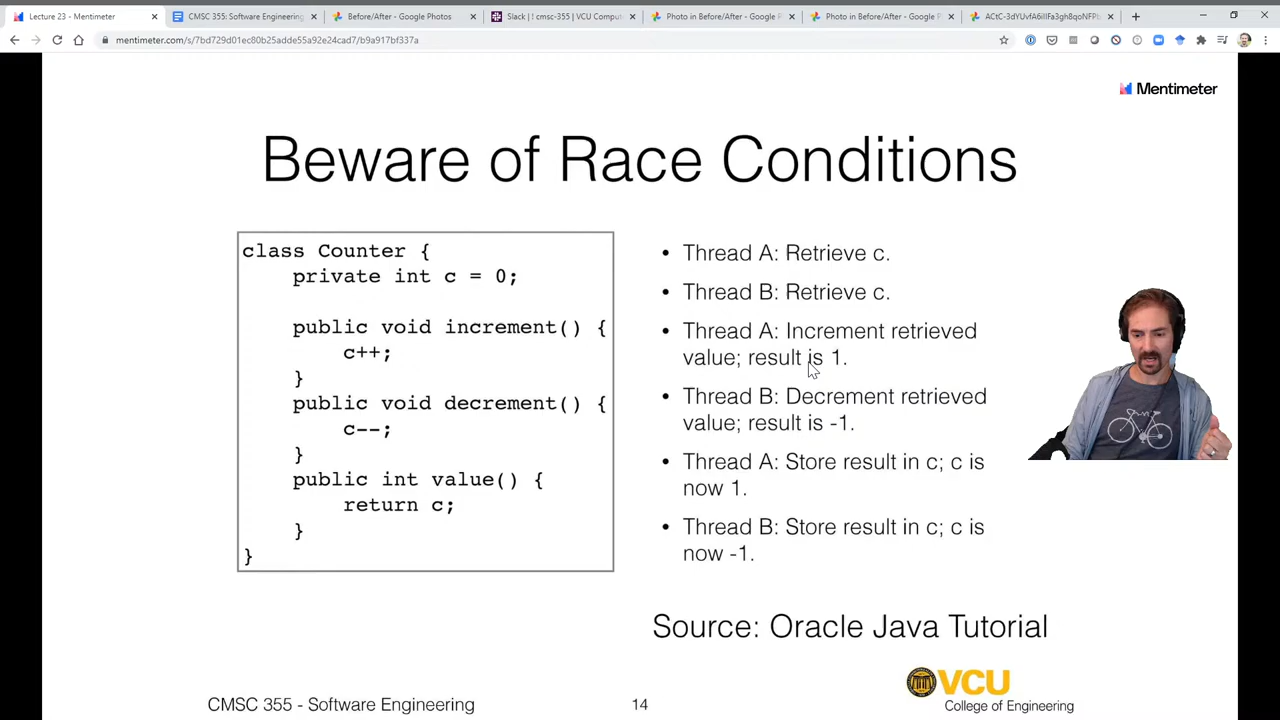 Lecture 23 - Mentimeter
CMSC 355: Software Engineering
Before/After - Google Photos
Slack | ! cmsc-355 | VCU Compute
Photo in Before/After - Google P
Photo in Before/After - Google P
ACtC-3dYUvfA6iIIFa3gh8qoNFPt
mentimeter.com/s/7bd729d01ec80b25adde55a92e24cad7/b9a917bf337a
Mentimeter
Beware of Race Conditions
class Counter {
private int c = 0;
public void increment() {
c++;
}
public void decrement() {
c--;
}
public int value() {
return c;
}
}
• Thread A: Retrieve c.
• Thread B: Retrieve c.
• Thread A: Increment retrieved
value; result is 1.
• Thread B: Decrement retrieved
value; result is -1.
• Thread A: Store result in c; c is
now 1.
• Thread B: Store result in c; c is
now -1.
Source: Oracle Java Tutorial
CMSC 355 - Software Engineering
14
VCU
College of Engineering